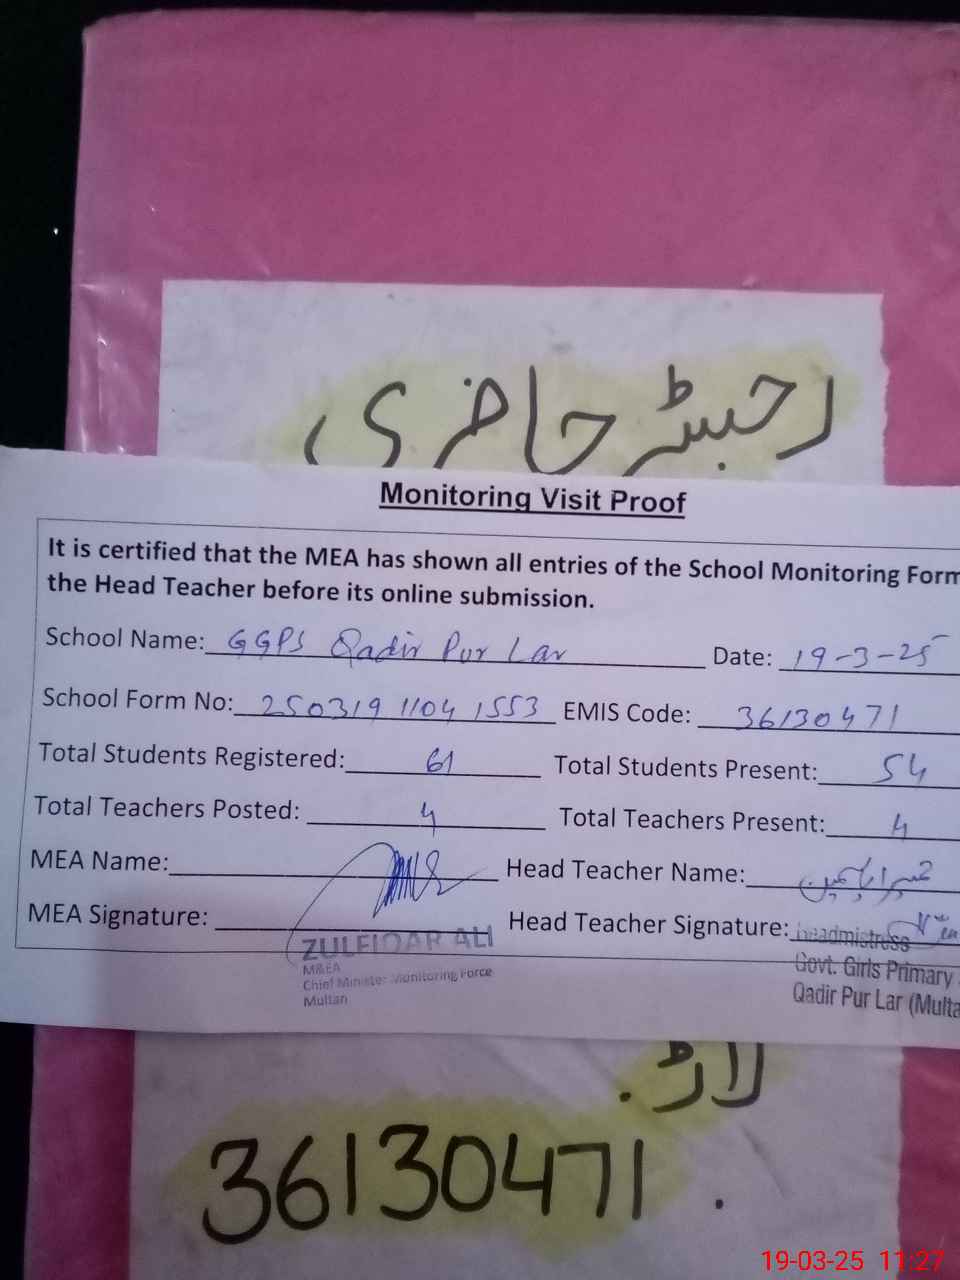 رجسٹر حاضری
Monitoring Visit Proof
It is certified that the MEA has shown all entries of the School Monitoring Form
the Head Teacher before its online submission.
School Name: GGPS Qadir Pur Lar Date: 19-3-25
School Form No: 250319 1104 1553 EMIS Code: 36130471
Total Students Registered: 61 Total Students Present: 54
Total Teachers Posted: 4 Total Teachers Present: 4
MEA Name: Head Teacher Name:
MEA Signature: Head Teacher Signature:
ZULFIQAR ALI
M&EA
Chief Minister Monitoring Force
Multan
headmistress
Govt. Girls Primary
Qadir Pur Lar (Multa
لاڑ.
36130471.
19-03-25 11:27